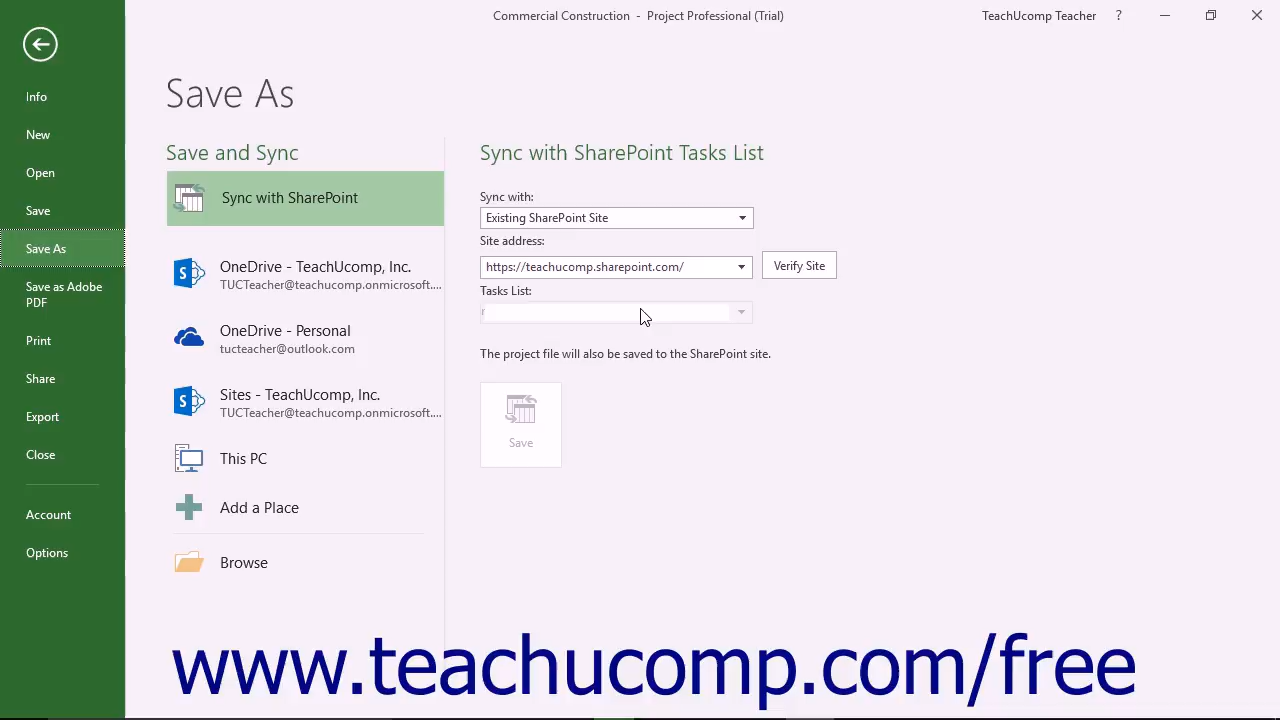 Commercial Construction - Project Professional (Trial)
TeachUcomp Teacher ?
Info
New
Open
Save
Save As
Save as Adobe
PDF
Print
Share
Export
Close
Account
Options
Save As
Save and Sync
Sync with SharePoint
OneDrive - TeachUcomp, Inc.
TUCTeacher@teachucomp.onmicrosoft....
OneDrive - Personal
tucteacher@outlook.com
Sites - TeachUcomp, Inc.
TUCTeacher@teachucomp.onmicrosoft....
This PC
Add a Place
Browse
Sync with SharePoint Tasks List
Sync with:
Existing SharePoint Site
Site address:
https://teachucomp.sharepoint.com/
Verify Site
Tasks List:
The project file will also be saved to the SharePoint site.
Save
www.teachucomp.com/free